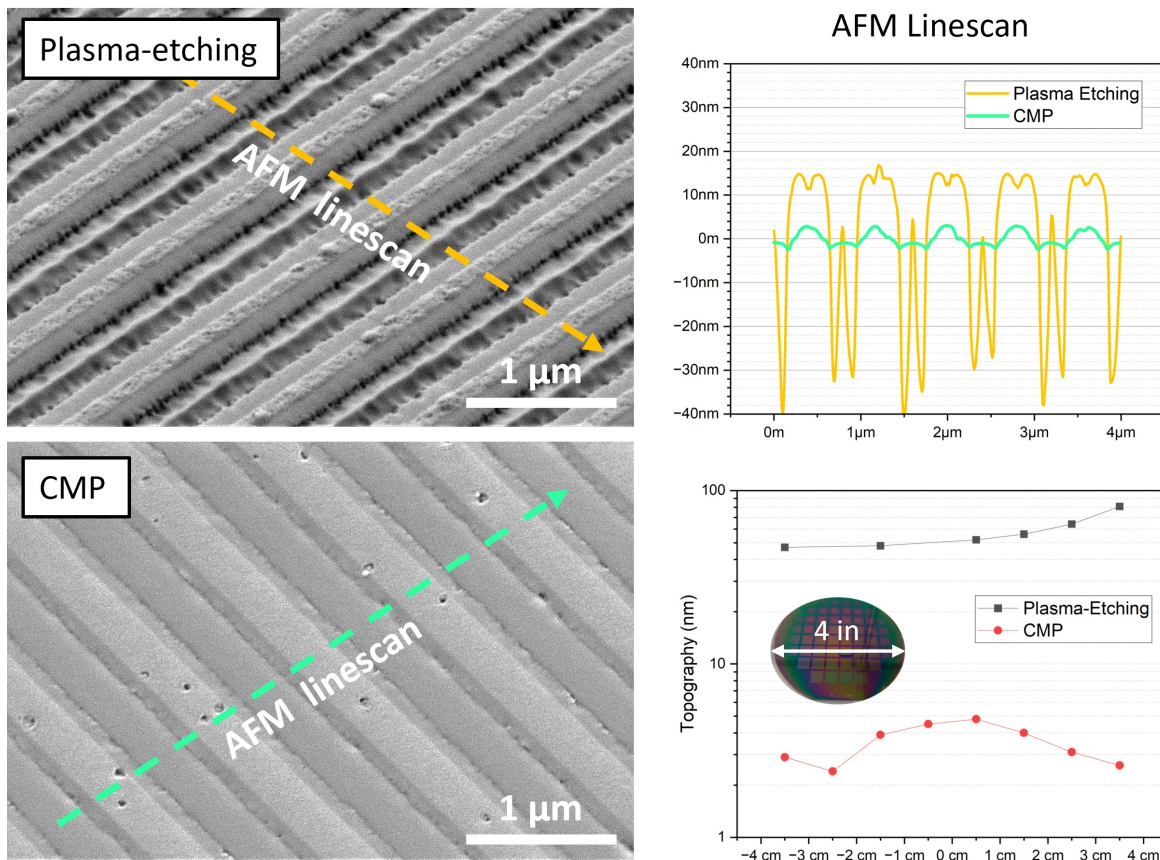 Plasma-etching
AFM linescan
1 µm
CMP
AFM linescan
1 µm
AFM Linescan
40nm
30nm
20nm
10nm
0m
−10nm
−20nm
−30nm
−40nm
Plasma Etching
CMP
0m 1µm 2µm 3µm 4µm
Topography (nm)
100
10
1
4 in
Plasma-Etching
CMP
−4 cm −3 cm −2 cm −1 cm 0 cm 1 cm 2 cm 3 cm 4 cm